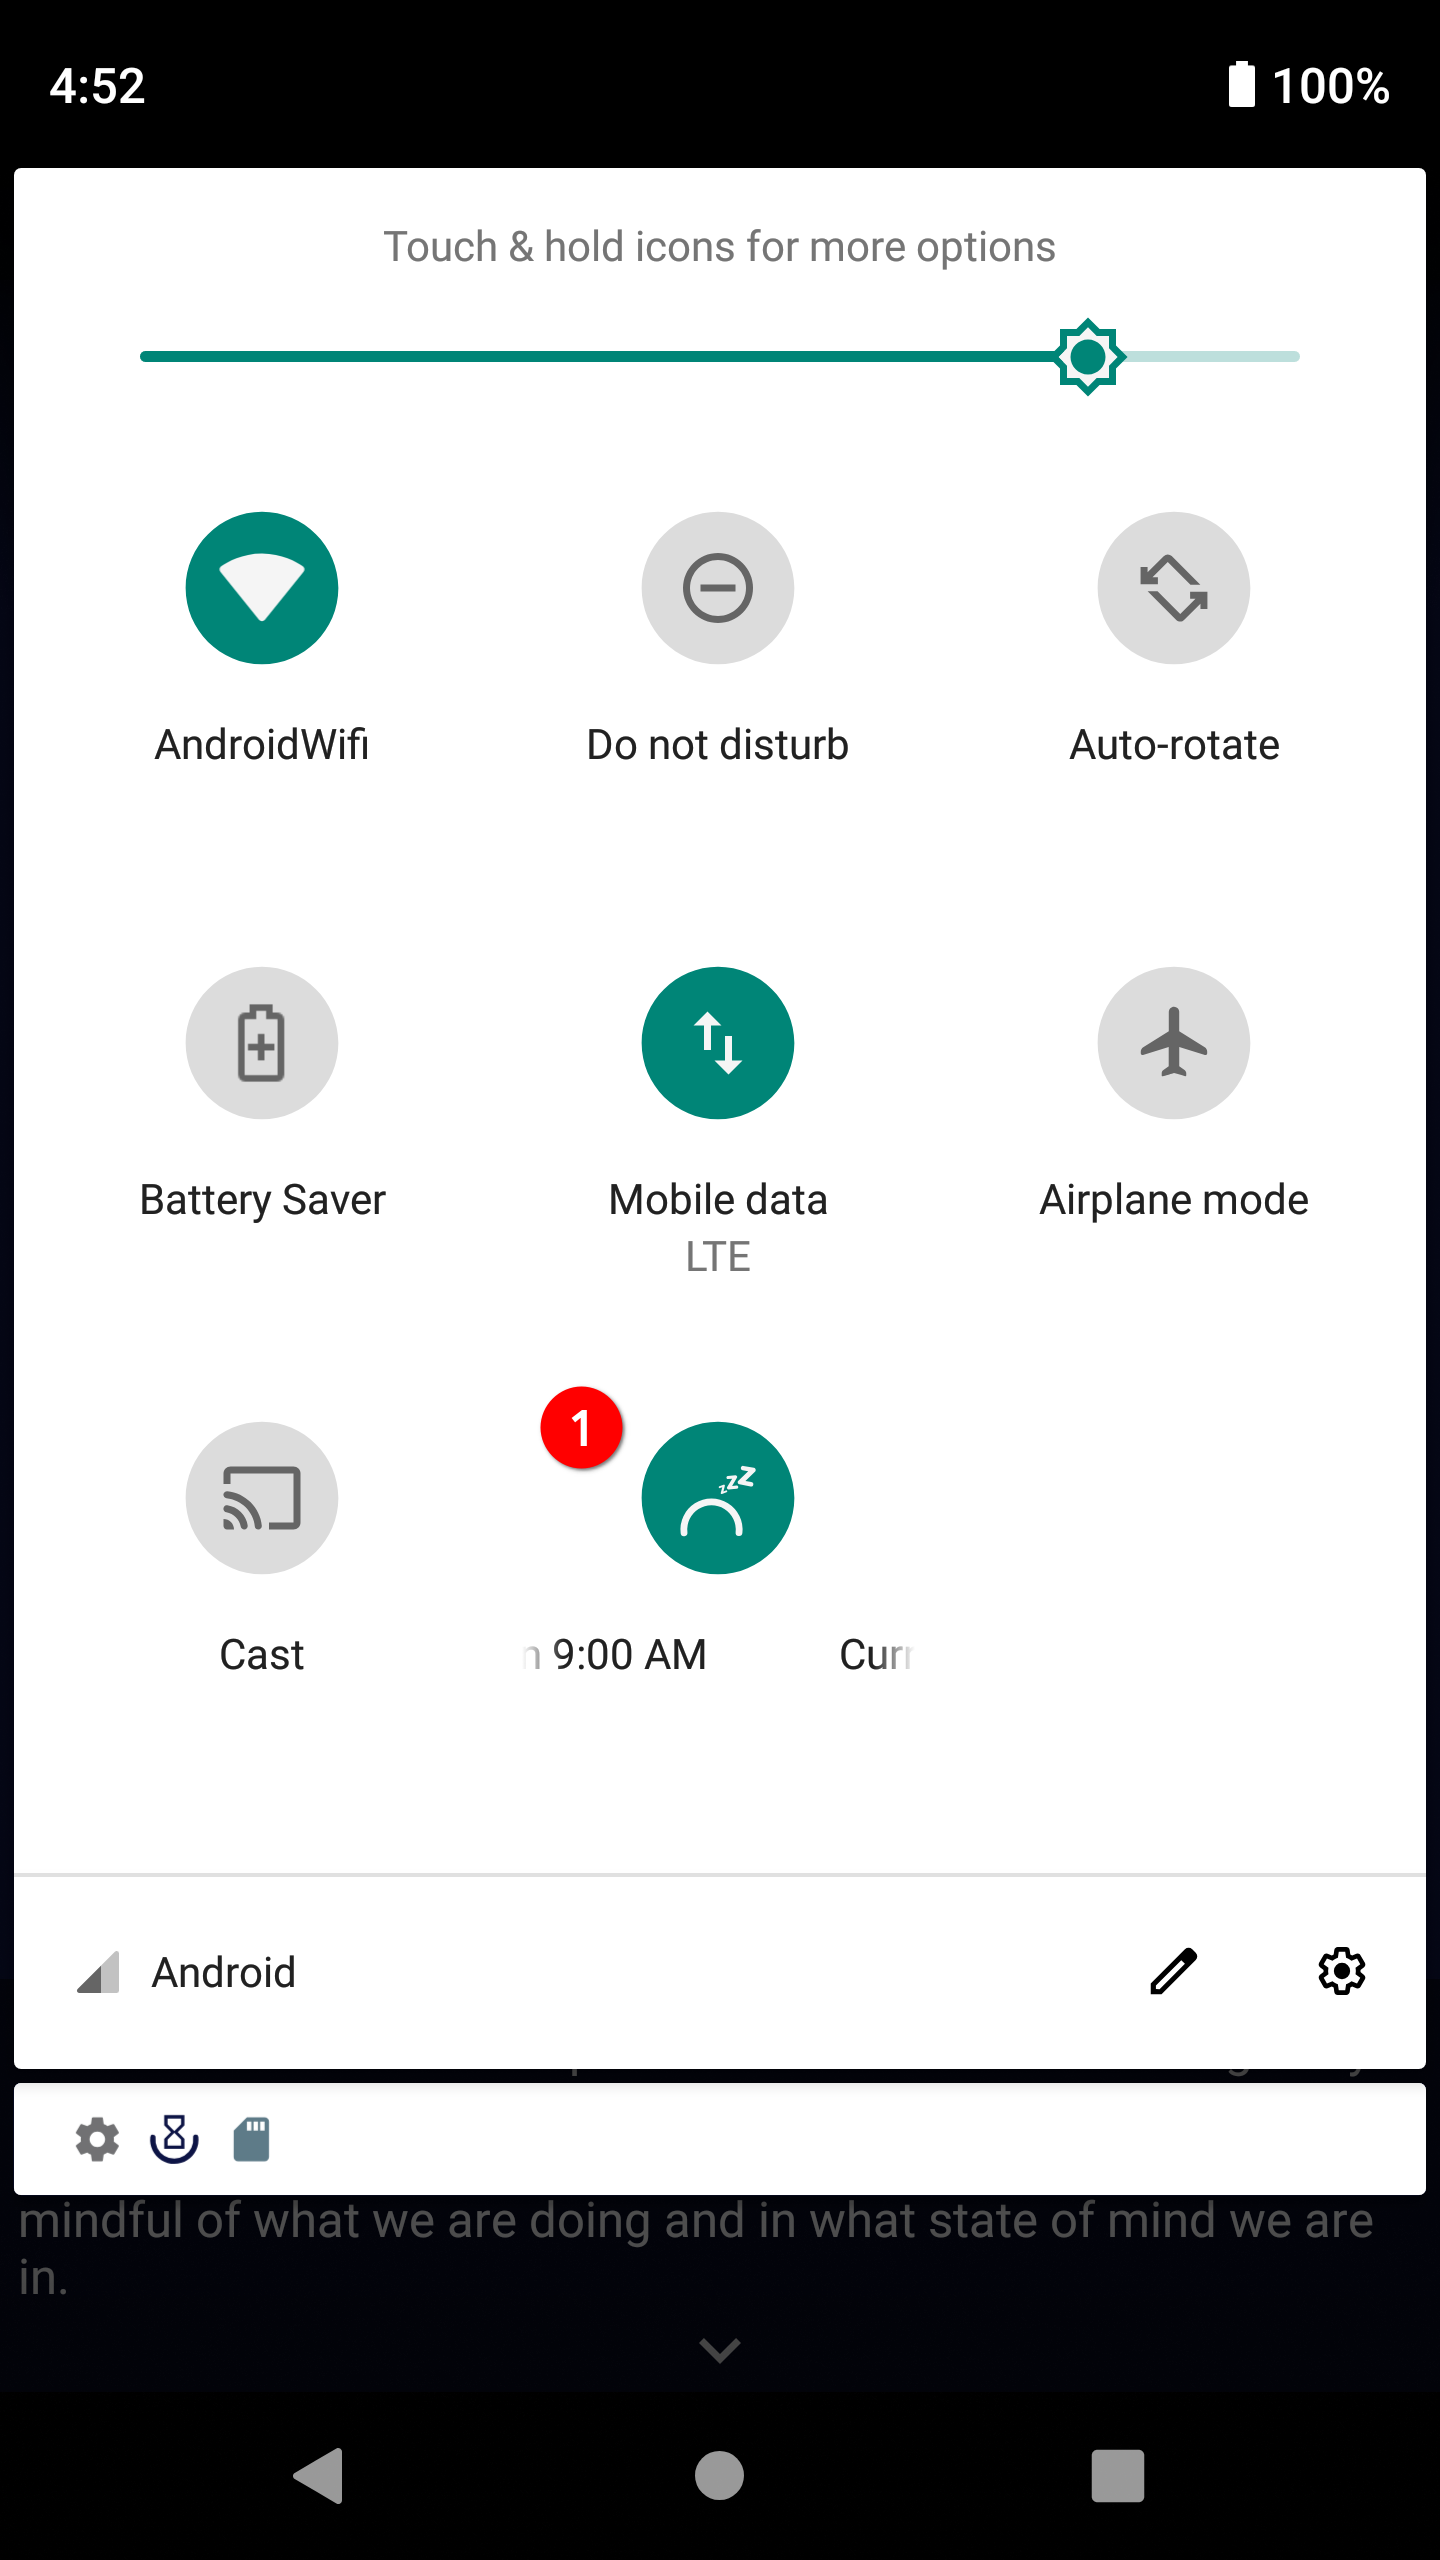 4:52
100%
Touch & hold icons for more options
AndroidWifi
Do not disturb
Auto-rotate
Battery Saver
Mobile data
Airplane mode
LTE
1
zzz
Cast
9:00 AM
Android
mindful of what we are doing and in what state of mind we are
in.